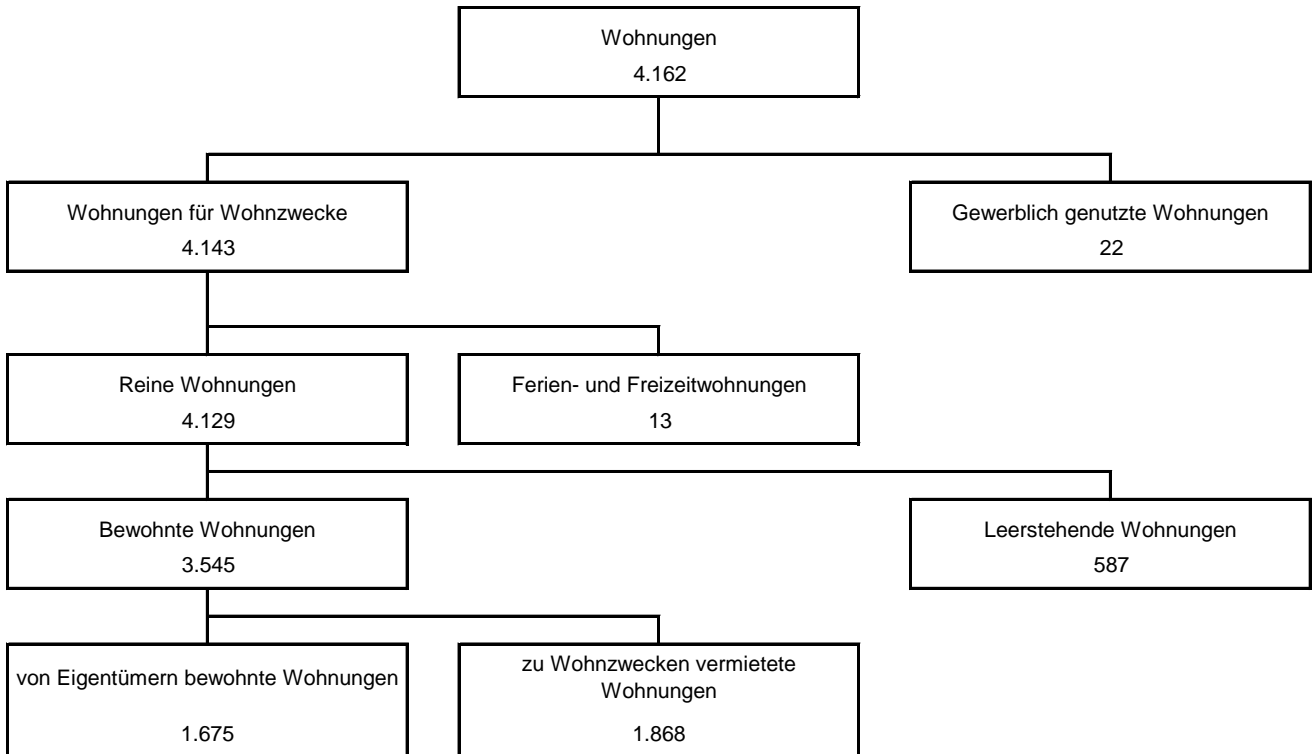 Wohnungen
4.162
Wohnungen für Wohnzwecke
4.143
Gewerblich genutzte Wohnungen
22
Reine Wohnungen
4.129
Ferien- und Freizeitwohnungen
13
Bewohnte Wohnungen
3.545
Leerstehende Wohnungen
587
von Eigentümern bewohnte Wohnungen
1.675
zu Wohnzwecken vermietete
Wohnungen
1.868